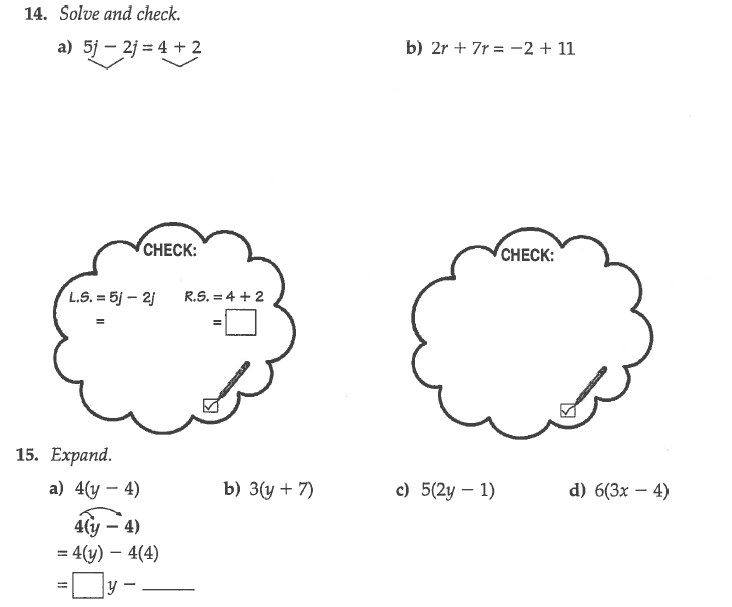 14. Solve and check.
a) 5j − 2j = 4 + 2
b) 2r + 7r = −2 + 11
CHECK:
L.S. = 5j − 2j R.S. = 4 + 2
= =
CHECK:
15. Expand.
a) 4(y − 4) b) 3(y + 7) c) 5(2y − 1) d) 6(3x − 4)
4(y − 4)
= 4(y) − 4(4)
= □ y − ____